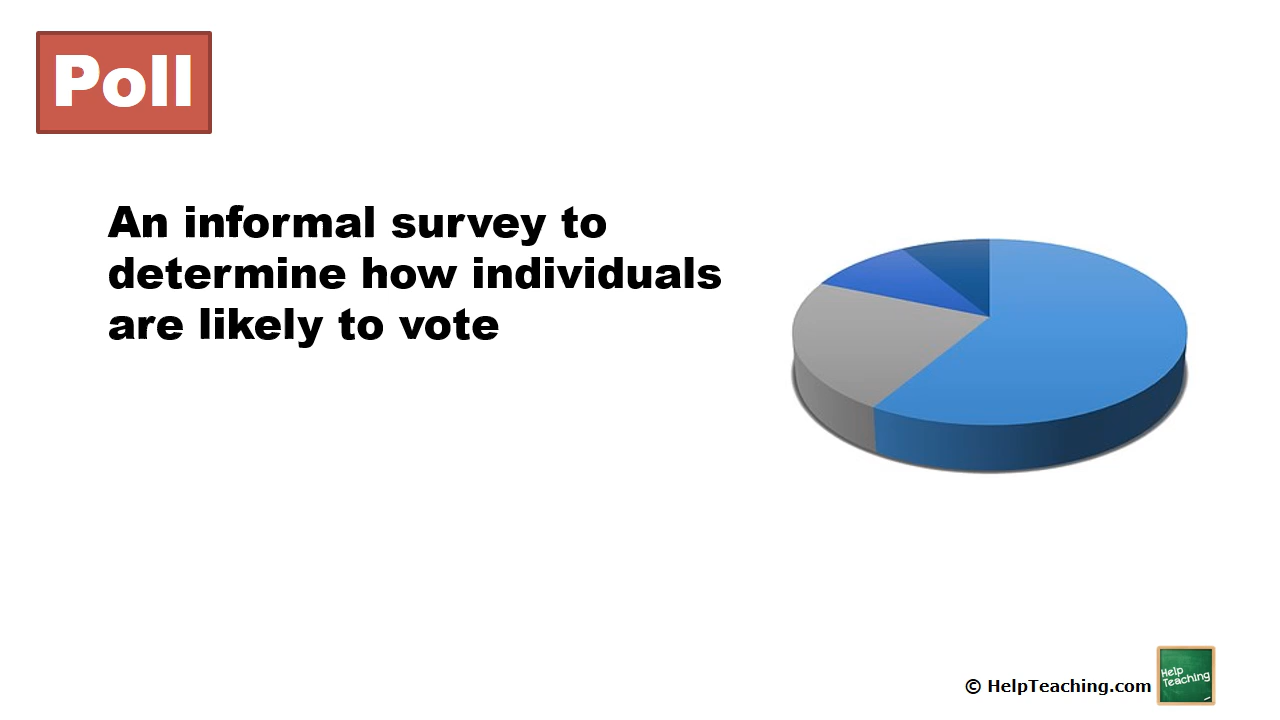 Poll
An informal survey to
determine how individuals
are likely to vote
© HelpTeaching.com
Help
Teaching